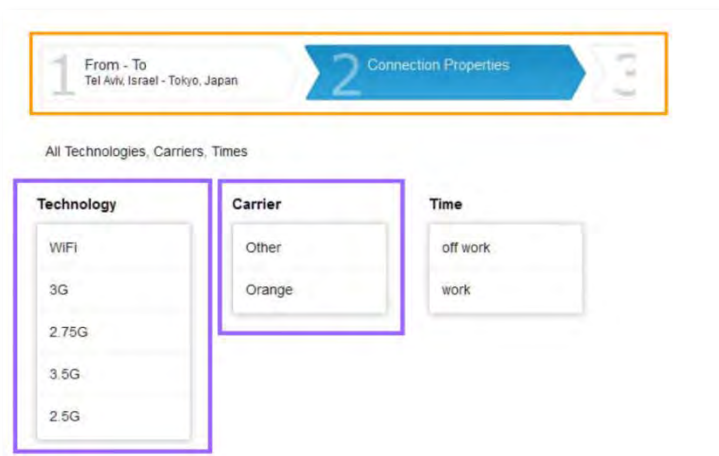 1
From - To
Tel Aviv, Israel - Tokyo, Japan
2
Connection Properties
3
All Technologies, Carriers, Times
Technology
WiFi
3G
2.75G
3.5G
2.5G
Carrier
Other
Orange
Time
off work
work